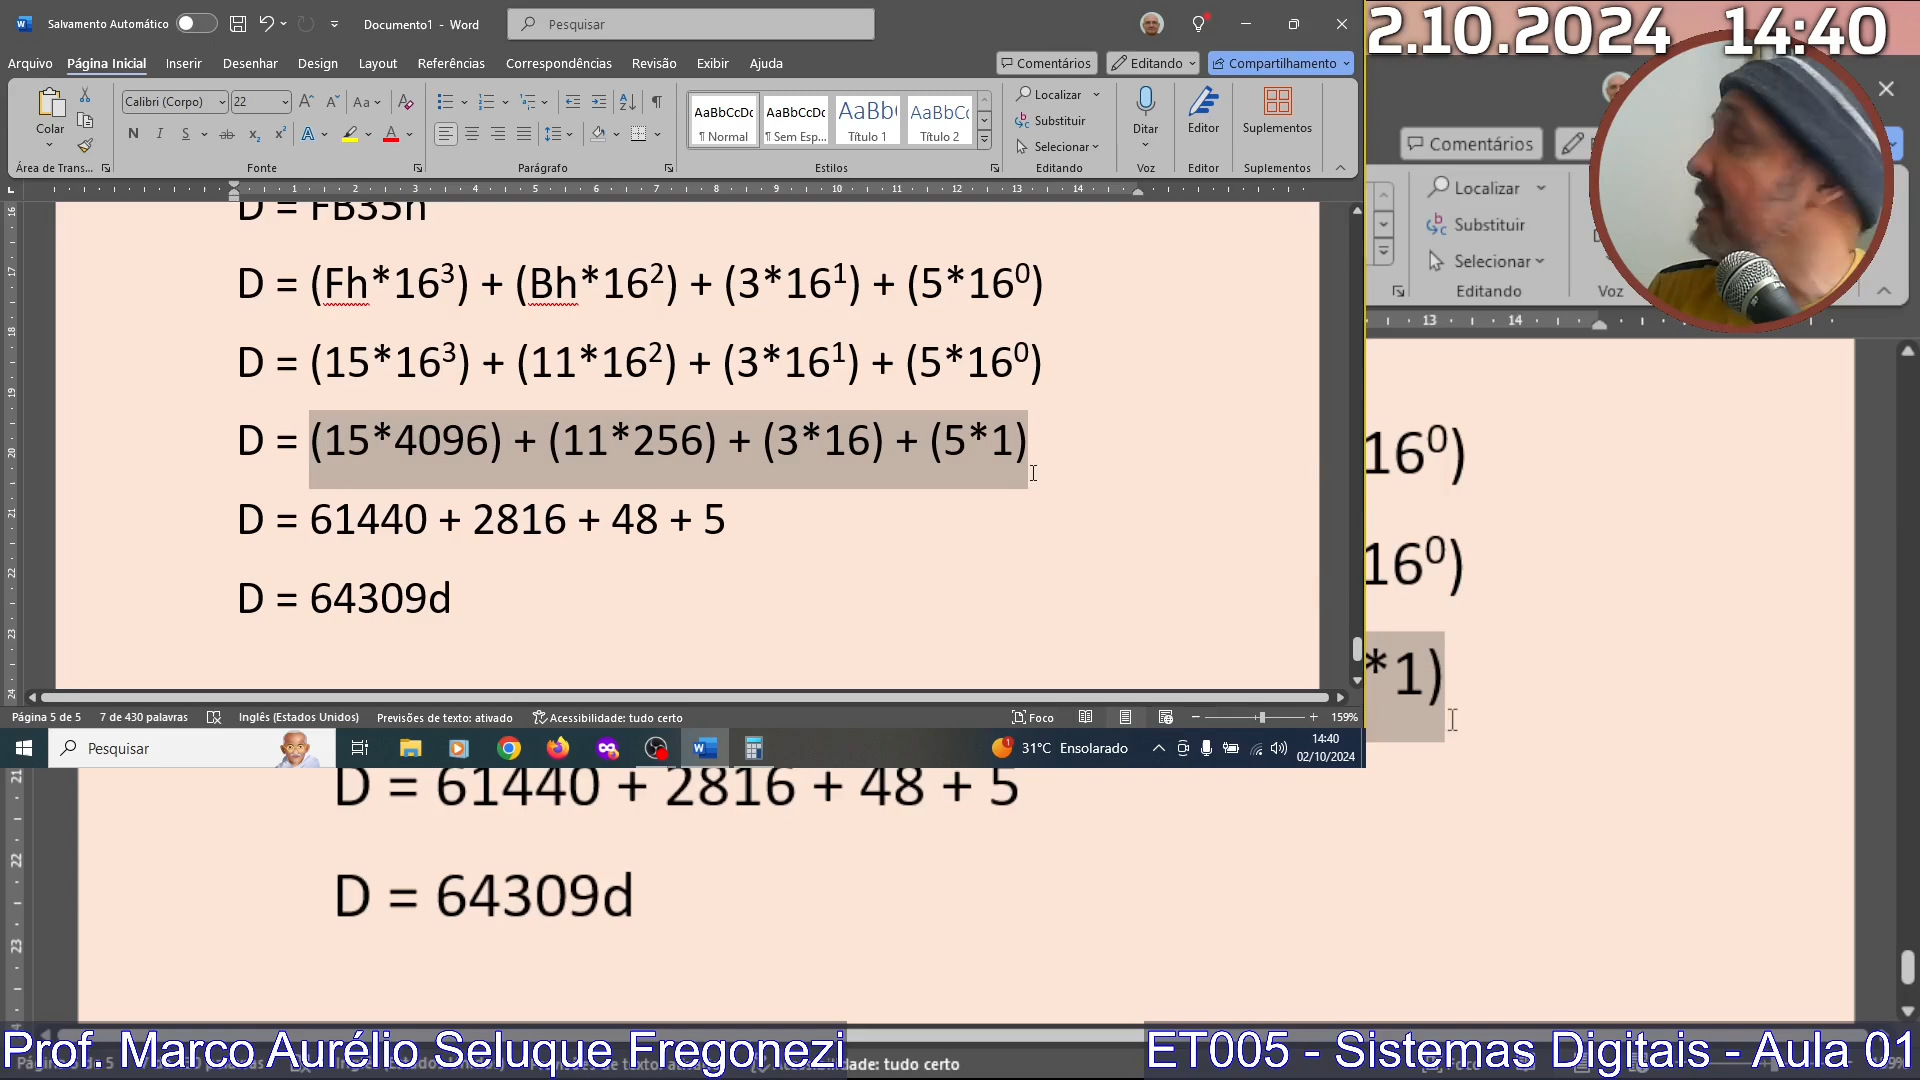 Salvamento Automático
Documento1 - Word
Pesquisar
2.10.2024 14:40
Arquivo
Página Inicial
Inserir
Desenhar
Design
Layout
Referências
Correspondências
Revisão
Exibir
Ajuda
Comentários
Editando
Compartilhamento
Colar
Calibri (Corpo)
22
AaBbCcDc
¶ Normal
AaBbCcDc
¶ Sem Esp...
AaBbC
Título 1
AaBbCcC
Título 2
Localizar
Substituir
Selecionar
Ditar
Editor
Suplementos
Área de Trans...
Fonte
Parágrafo
Estilos
Editando
Voz
Editor
Suplementos
Comentários
Localizar
Substituir
Selecionar
Editando
Voz
D = FB35h
D = (Fh*16³) + (Bh*16²) + (3*16¹) + (5*16⁰)
D = (15*16³) + (11*16²) + (3*16¹) + (5*16⁰)
D = (15*4096) + (11*256) + (3*16) + (5*1)
D = 61440 + 2816 + 48 + 5
D = 64309d
16⁰)
16⁰)
*1)
Página 5 de 5
7 de 430 palavras
Inglês (Estados Unidos)
Previsões de texto: ativado
Acessibilidade: tudo certo
Foco
159%
Pesquisar
31°C Ensolarado
14:40
02/10/2024
D = 61440 + 2816 + 48 + 5
D = 64309d
Prof. Marco Aurélio Seluque Fregonezi
ET005 - Sistemas Digitais - Aula 01